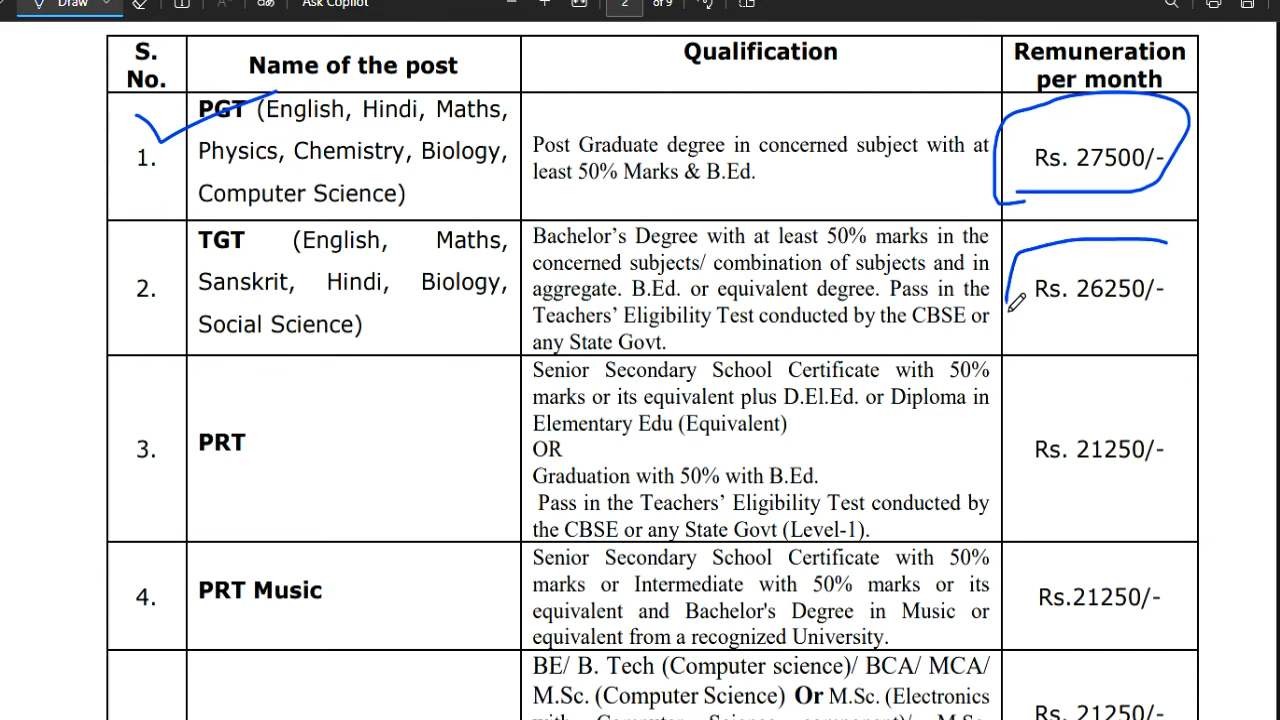 Draw
Ask Copilot
2 of 9
S. No. Name of the post Qualification Remuneration per month
1. PGT (English, Hindi, Maths,
Physics, Chemistry, Biology,
Computer Science)
Post Graduate degree in concerned subject with at
least 50% Marks & B.Ed.
Rs. 27500/-
2. TGT (English, Maths,
Sanskrit, Hindi, Biology,
Social Science)
Bachelor’s Degree with at least 50% marks in the
concerned subjects/ combination of subjects and in
aggregate. B.Ed. or equivalent degree. Pass in the
Teachers’ Eligibility Test conducted by the CBSE or
any State Govt.
Rs. 26250/-
3. PRT
Senior Secondary School Certificate with 50%
marks or its equivalent plus D.El.Ed. or Diploma in
Elementary Edu (Equivalent)
OR
Graduation with 50% with B.Ed.
Pass in the Teachers’ Eligibility Test conducted by
the CBSE or any State Govt (Level-1).
Rs. 21250/-
4. PRT Music
Senior Secondary School Certificate with 50%
marks or Intermediate with 50% marks or its
equivalent and Bachelor's Degree in Music or
equivalent from a recognized University.
Rs.21250/-
BE/ B. Tech (Computer science)/ BCA/ MCA/
M.Sc. (Computer Science) Or M.Sc. (Electronics
Rs. 21250/-